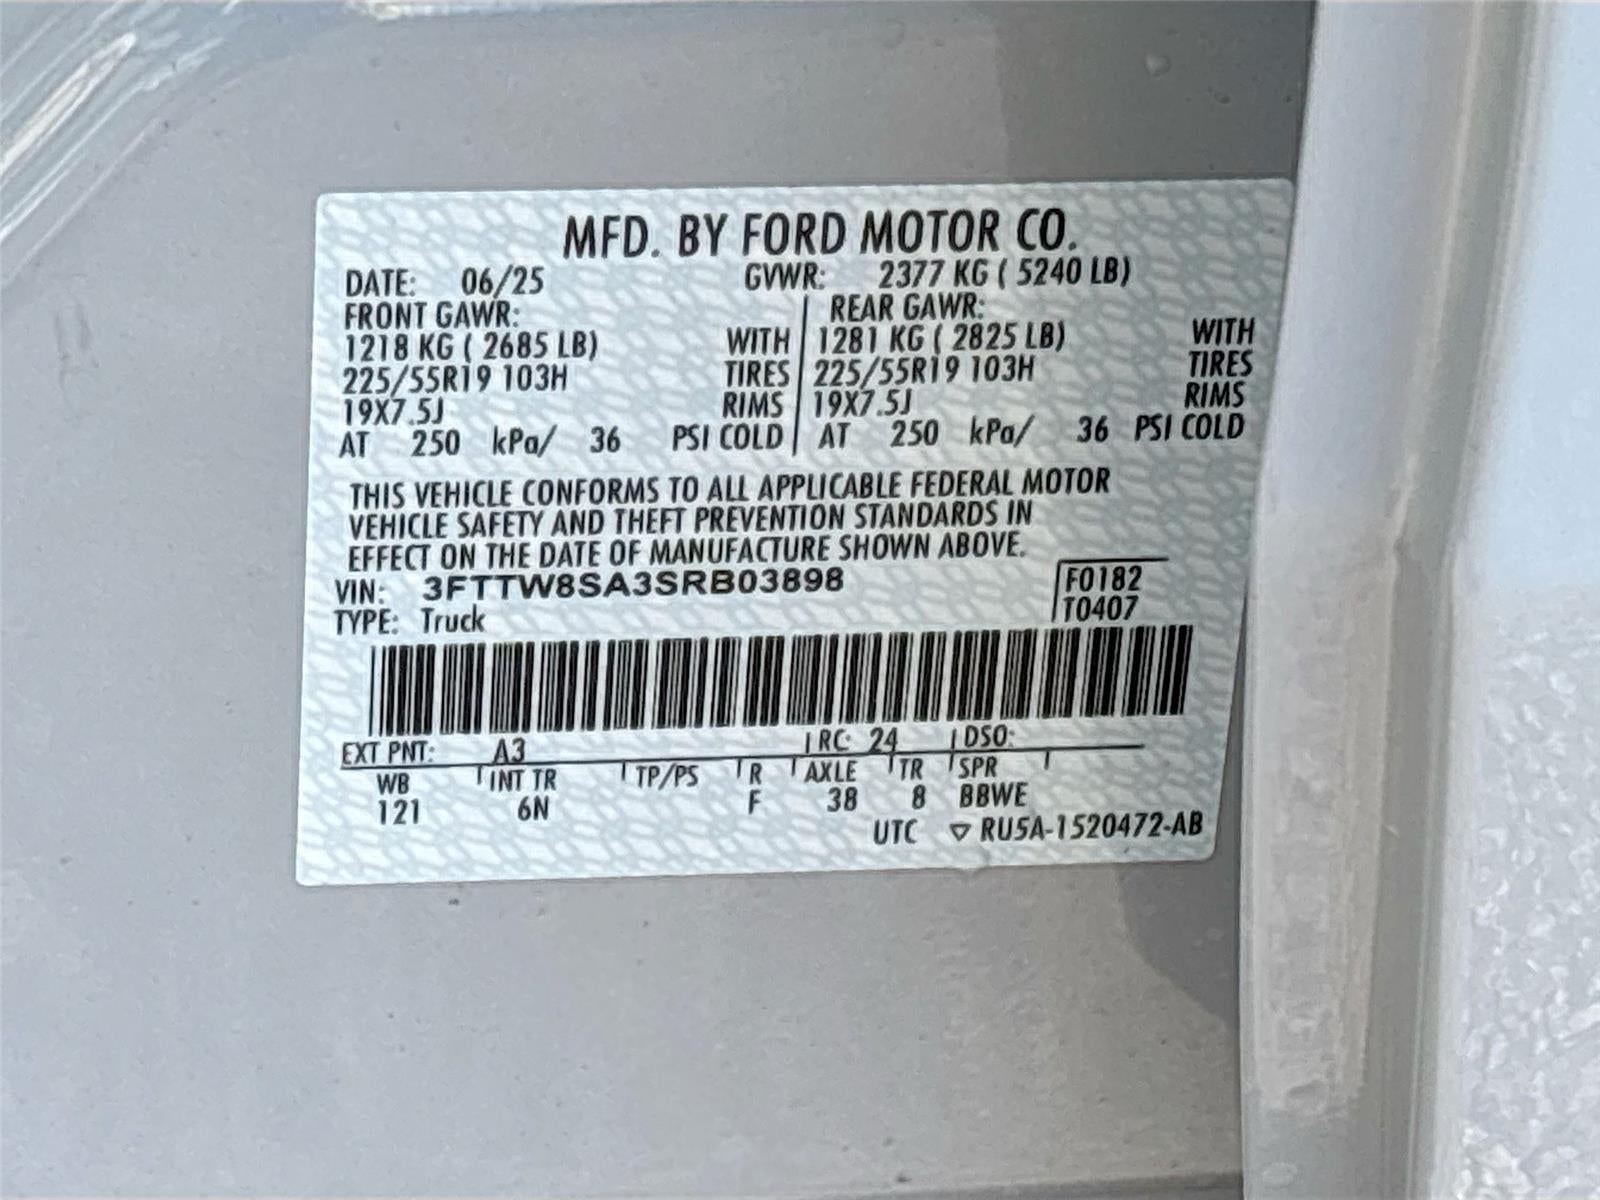 MFD. BY FORD MOTOR CO.
DATE: 06/25 GVWR: 2377 KG ( 5240 LB)
FRONT GAWR: REAR GAWR:
1218 KG ( 2685 LB) WITH 1281 KG ( 2825 LB) WITH
225/55R19 103H TIRES 225/55R19 103H TIRES
19X7.5J RIMS 19X7.5J RIMS
AT 250 kPa/ 36 PSI COLD AT 250 kPa/ 36 PSI COLD
THIS VEHICLE CONFORMS TO ALL APPLICABLE FEDERAL MOTOR
VEHICLE SAFETY AND THEFT PREVENTION STANDARDS IN
EFFECT ON THE DATE OF MANUFACTURE SHOWN ABOVE.
VIN: 3FTTW8SA3SRB03898 F0182
TYPE: Truck T0407
EXT PNT: A3 RC: 24 DSO:
WB INT TR TP/PS R AXLE TR SPR
121 6N F 38 8 BBWE
UTC ▽ RU5A-1520472-AB